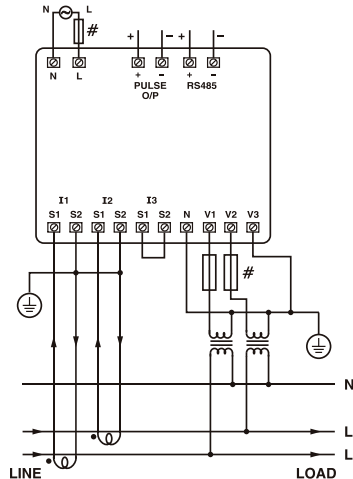 N L
#
N L + - + -
PULSE O/P RS485
I1 I2 I3
S1 S2 S1 S2 S1 S2 N V1 V2 V3
#
N
L
L
LINE LOAD